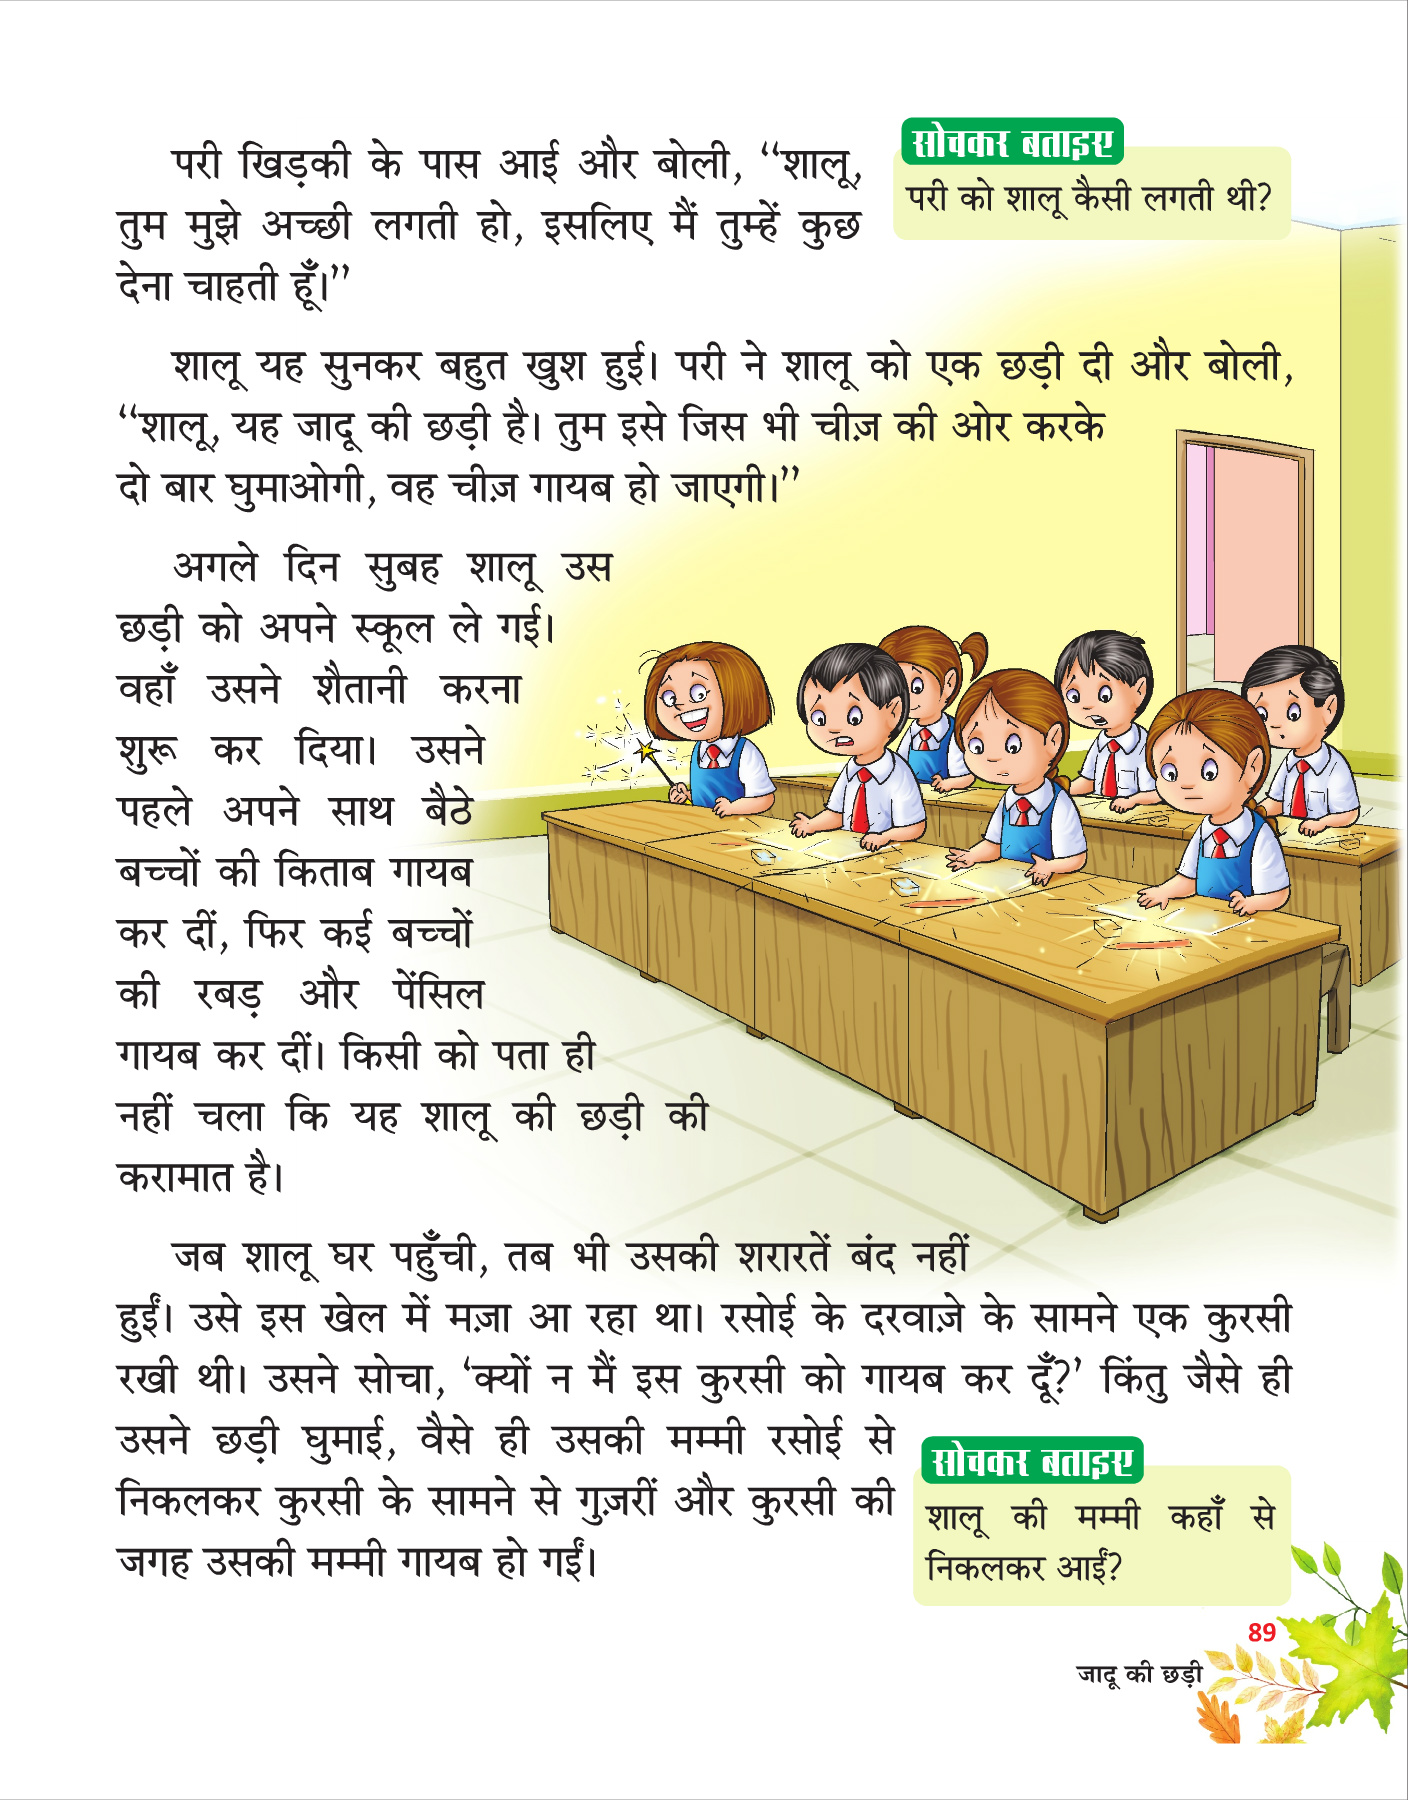 परी खिड़की के पास आई और बोली, ‘‘शालू,
तुम मुझे अच्छी लगती हो, इसलिए मैं तुम्हें कुछ
देना चाहती हूँ।’’
सोचकर बताइए
परी को शालू कैसी लगती थी?
शालू यह सुनकर बहुत खुश हुई। परी ने शालू को एक छड़ी दी और बोली,
‘‘शालू, यह जादू की छड़ी है। तुम इसे जिस भी चीज़ की ओर करके
दो बार घुमाओगी, वह चीज़ गायब हो जाएगी।’’
अगले दिन सुबह शालू उस
छड़ी को अपने स्कूल ले गई।
वहाँ उसने शैतानी करना
शुरू कर दिया। उसने
पहले अपने साथ बैठे
बच्चों की किताब गायब
कर दीं, फिर कई बच्चों
की रबड़ और पेंसिल
गायब कर दीं। किसी को पता ही
नहीं चला कि यह शालू की छड़ी की
करामात है।
जब शालू घर पहुँची, तब भी उसकी शरारतें बंद नहीं
हुईं। उसे इस खेल में मज़ा आ रहा था। रसोई के दरवाज़े के सामने एक कुरसी
रखी थी। उसने सोचा, ‘क्यों न मैं इस कुरसी को गायब कर दूँ?’ किंतु जैसे ही
उसने छड़ी घुमाई, वैसे ही उसकी मम्मी रसोई से
निकलकर कुरसी के सामने से गुज़रीं और कुरसी की
जगह उसकी मम्मी गायब हो गईं।
सोचकर बताइए
शालू की मम्मी कहाँ से
निकलकर आईं?
89
जादू की छड़ी